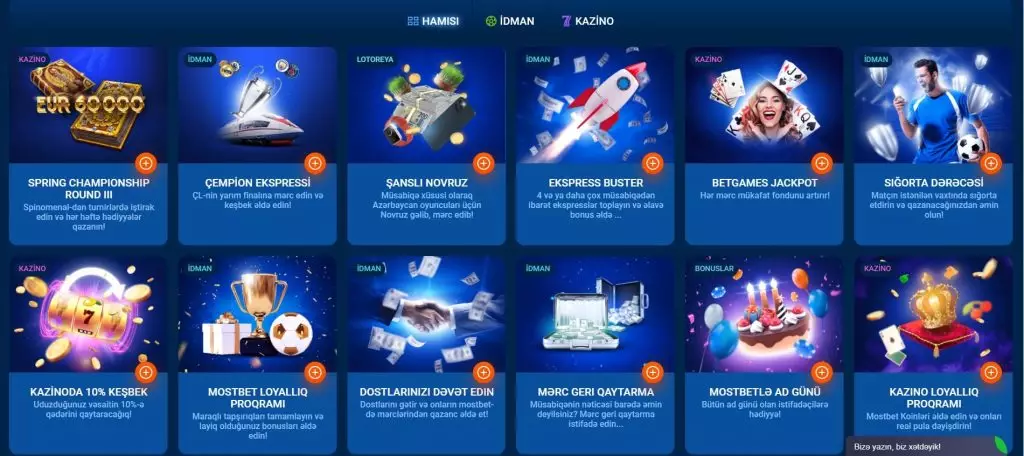 HAMISI İDMAN KAZİNO
KAZİNO
EUR 60000
SPRING CHAMPIONSHIP
ROUND III
Spinomenal-dan turnirlərdə iştirak
edin və hər həftə hədiyyələr
qazanın!
İDMAN
ÇEMPİON EKSPRESSİ
ÇL-nin yarım finalına mərc edin və
keşbek əldə edin!
LOTOREYA
ŞANSLI NOVRUZ
Müsabiqə xüsusi olaraq
Azərbaycan oyunçuları üçün
Novruz gəlib, mərc edib!
İDMAN
EKSPRESS BUSTER
4 və ya daha çox müsabiqədən
ibarət ekspresslər toplayın və əlavə
bonus əldə ...
KAZİNO
BETGAMES JACKPOT
Hər mərc mükafat fondunu artırır!
İDMAN
SIĞORTA DƏRƏCƏSİ
Matçın istənilən vaxtında sığorta
etdirin və qazanacağınızdan əmin
olun!
KAZİNO
7
KAZİNODA 10% KEŞBEK
Uduzduğunuz vəsaitin 10%-ə
qədərini qaytaracağıq!
İDMAN
MOSTBET LOYALLIQ
PROQRAMI
Maraqlı tapşırıqları tamamlayın və
layiq olduğunuz bonusları əldə
edin!
İDMAN
DOSTLARINIZI DƏVƏT EDIN
Dostlarını gətir və onların mostbet-
də mərclərindən qazanc əldə et!
İDMAN
MƏRC GERI QAYTARMA
Müsabiqənin nəticəsi barədə əmin
deyilsiniz? Mərc geri qaytarma
istifadə edin...
BONUSLAR
MOSTBETLƏ AD GÜNÜ
Bütün ad günü olan istifadəçilərə
hədiyyə!
KAZİNO
KAZINO LOYALLIQ
PROQRAMI
Mostbet Koinləri əldə edin və onları
real pula dəyişdirin!
Bizə yazın, biz xətdəyik!